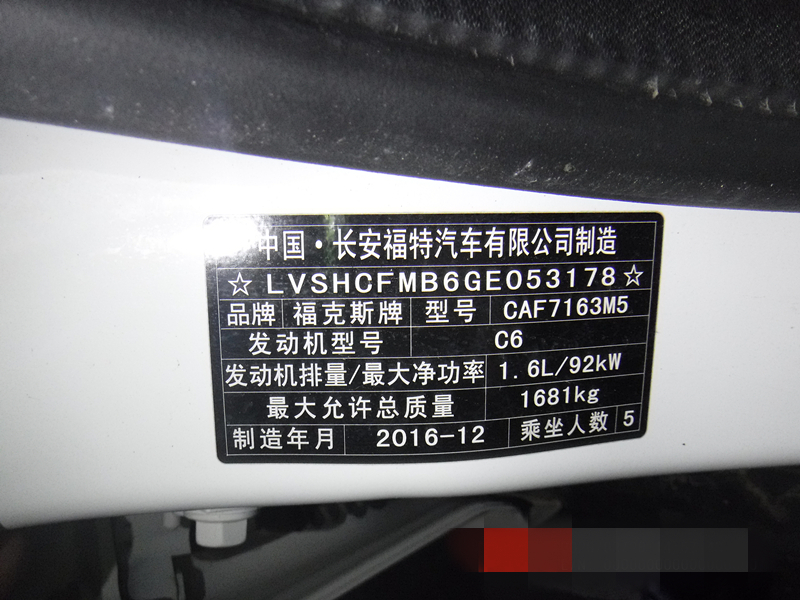 中国·长安福特汽车有限公司制造
☆LVSHCFMB6GE053178☆
品牌 福克斯牌 型号 CAF7163M5
发动机型号 C6
发动机排量/最大净功率 1.6L/92kW
最大允许总质量 1681kg
制造年月 2016-12 乘坐人数 5